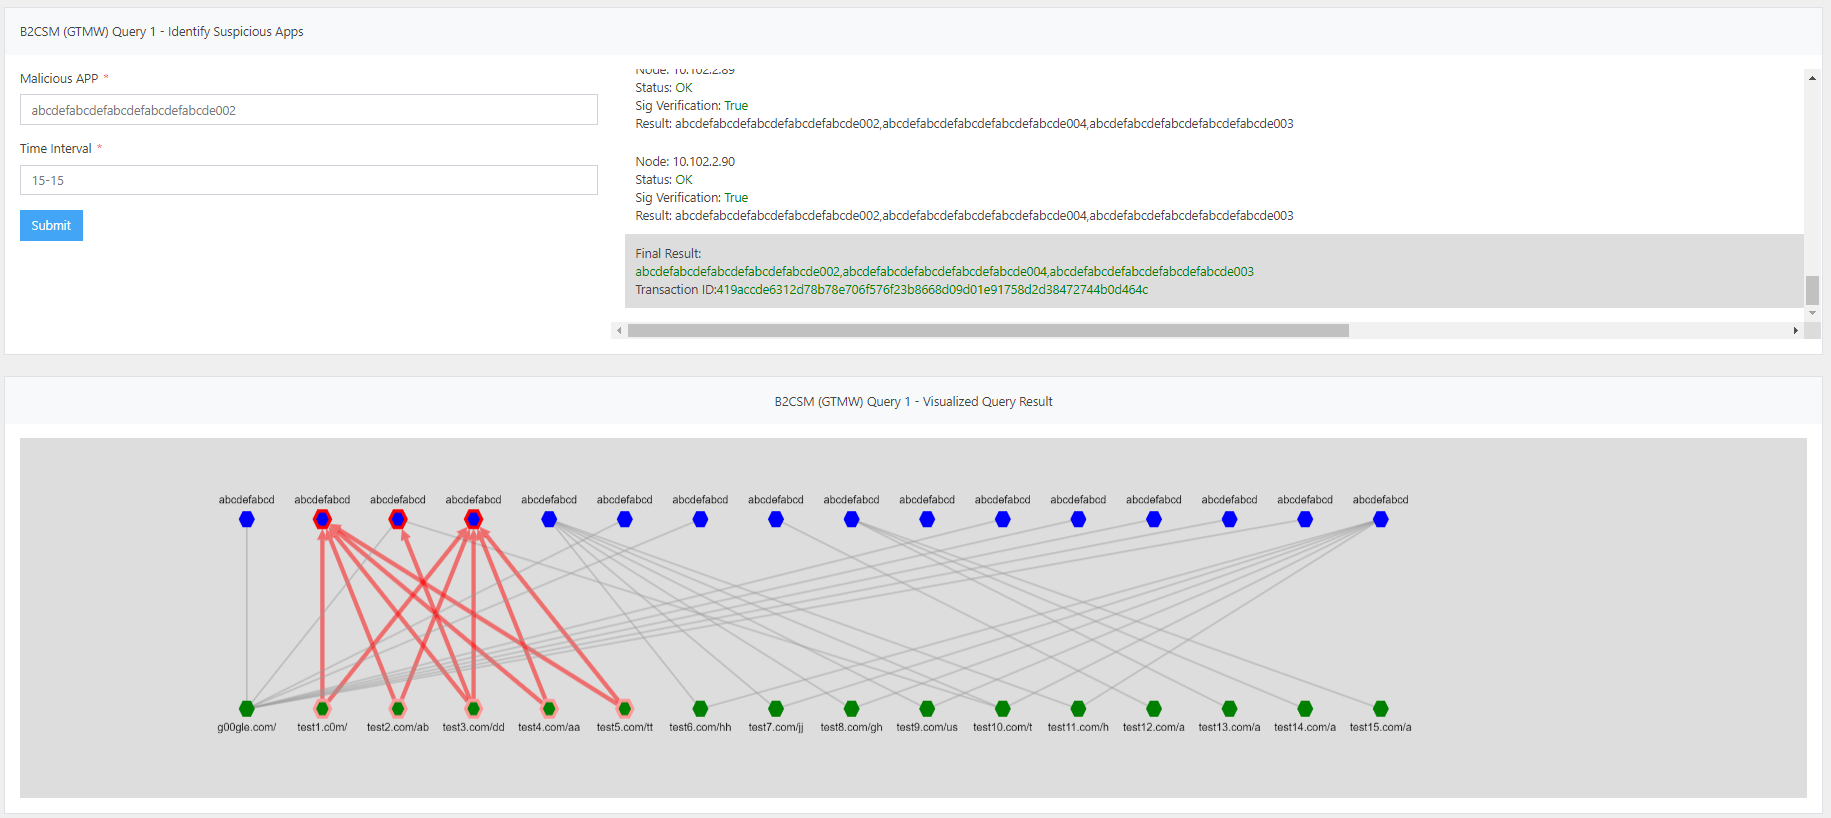 B2CSM (GTMW) Query 1 - Identify Suspicious Apps
Malicious APP *
abcdefabcdefabcdefabcdefabcde002
Time Interval *
15-15
Submit
Node: 10.102.2.89
Status: OK
Sig Verification: True
Result: abcdefabcdefabcdefabcdefabcde002,abcdefabcdefabcdefabcdefabcde004,abcdefabcdefabcdefabcdefabcde003
Node: 10.102.2.90
Status: OK
Sig Verification: True
Result: abcdefabcdefabcdefabcdefabcde002,abcdefabcdefabcdefabcdefabcde004,abcdefabcdefabcdefabcdefabcde003
Final Result:
abcdefabcdefabcdefabcdefabcde002,abcdefabcdefabcdefabcdefabcde004,abcdefabcdefabcdefabcdefabcde003
Transaction ID:419accde6312d78b78e706f576f23b8668d09d01e91758d2d38472744b0d464c
B2CSM (GTMW) Query 1 - Visualized Query Result
abcdefabcd abcdefabcd abcdefabcd abcdefabcd abcdefabcd abcdefabcd abcdefabcd abcdefabcd abcdefabcd abcdefabcd abcdefabcd abcdefabcd abcdefabcd abcdefabcd abcdefabcd abcdefabcd
g00gle.com/ test1.c0m/ test2.com/ab test3.com/dd test4.com/aa test5.com/tt test6.com/hh test7.com/jj test8.com/gh test9.com/us test10.com/t test11.com/h test12.com/a test13.com/a test14.com/a test15.com/a